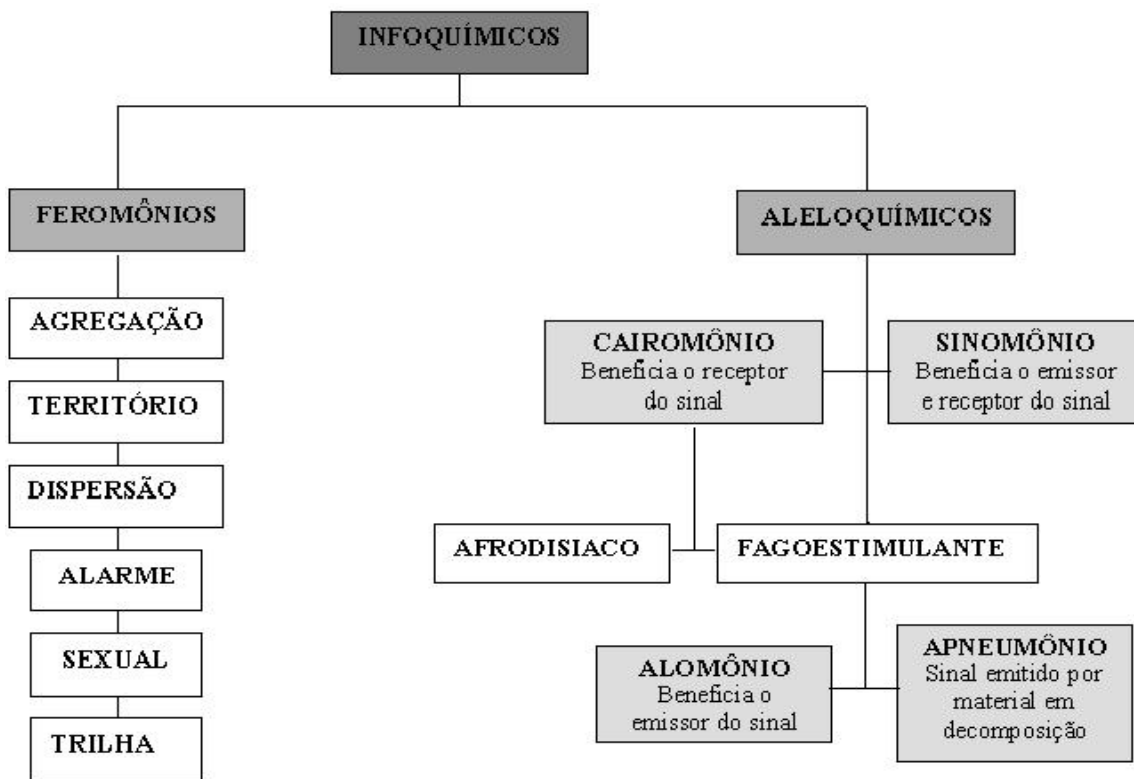 INFOQUÍMICOS
FEROMÔNIOS
ALELOQUÍMICOS
AGREGAÇÃO
TERRITÓRIO
DISPERSÃO
ALARME
SEXUAL
TRILHA
CAIROMÔNIO
Beneficia o receptor
do sinal
SINOMÔNIO
Beneficia o emissor
e receptor do sinal
AFRODISIACO
FAGOESTIMULANTE
ALOMÔNIO
Beneficia o
emissor do sinal
APNEUMÔNIO
Sinal emitido por
material em
decomposição